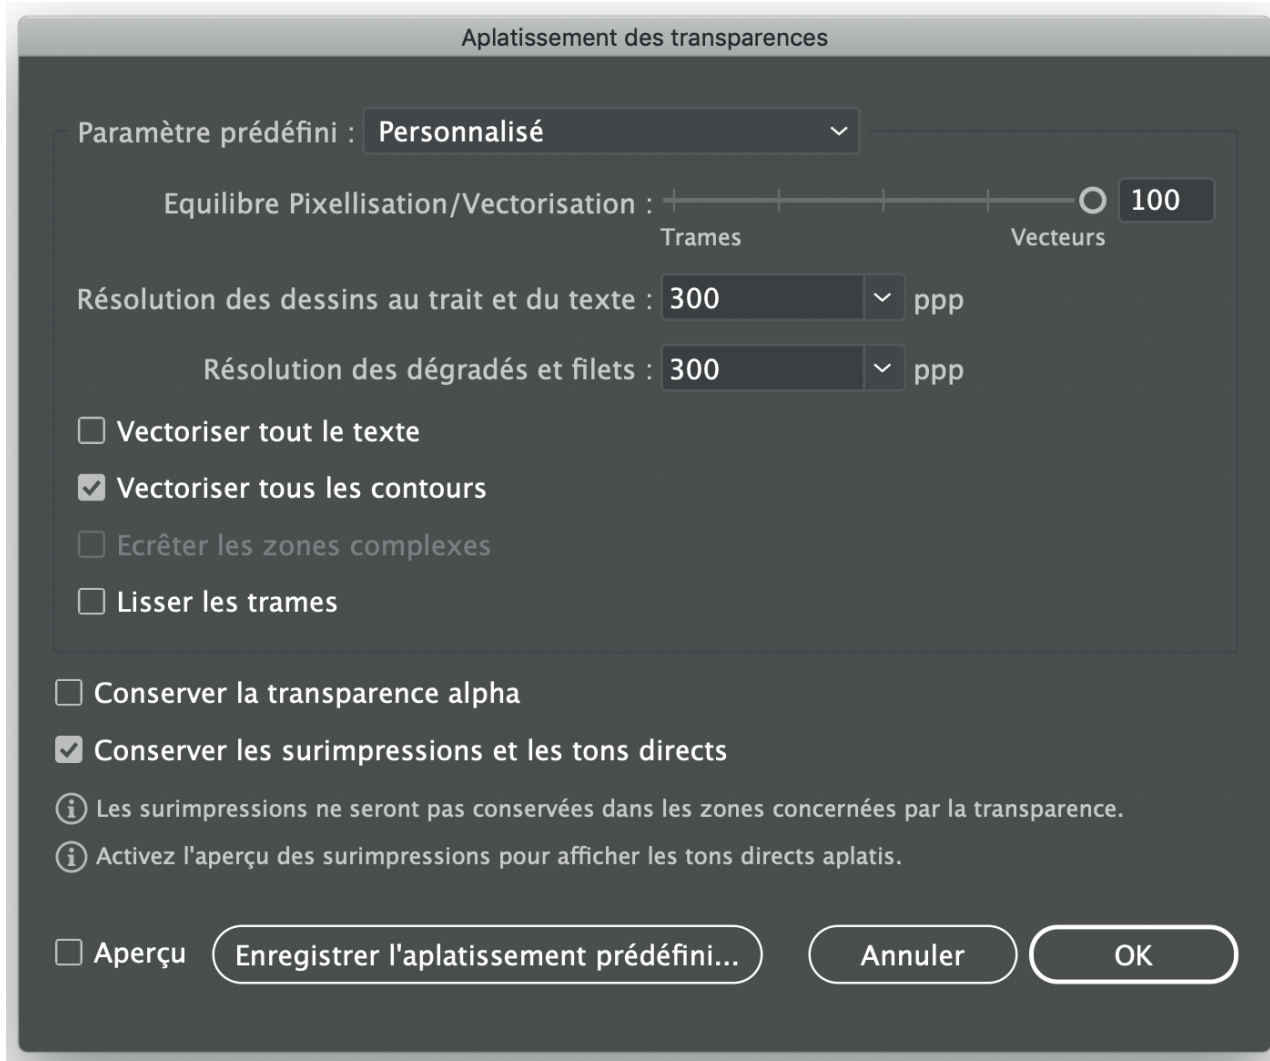 Aplatissement des transparences
Paramètre prédéfini : Personnalisé
Equilibre Pixellisation/Vectorisation : 100
Trames Vecteurs
Résolution des dessins au trait et du texte : 300 ppp
Résolution des dégradés et filets : 300 ppp
Vectoriser tout le texte
Vectoriser tous les contours
Ecrêter les zones complexes
Lisser les trames
Conserver la transparence alpha
Conserver les surimpressions et les tons directs
Les surimpressions ne seront pas conservées dans les zones concernées par la transparence.
Activez l'aperçu des surimpressions pour afficher les tons directs aplatis.
Aperçu Enregistrer l'aplatissement prédéfini... Annuler OK